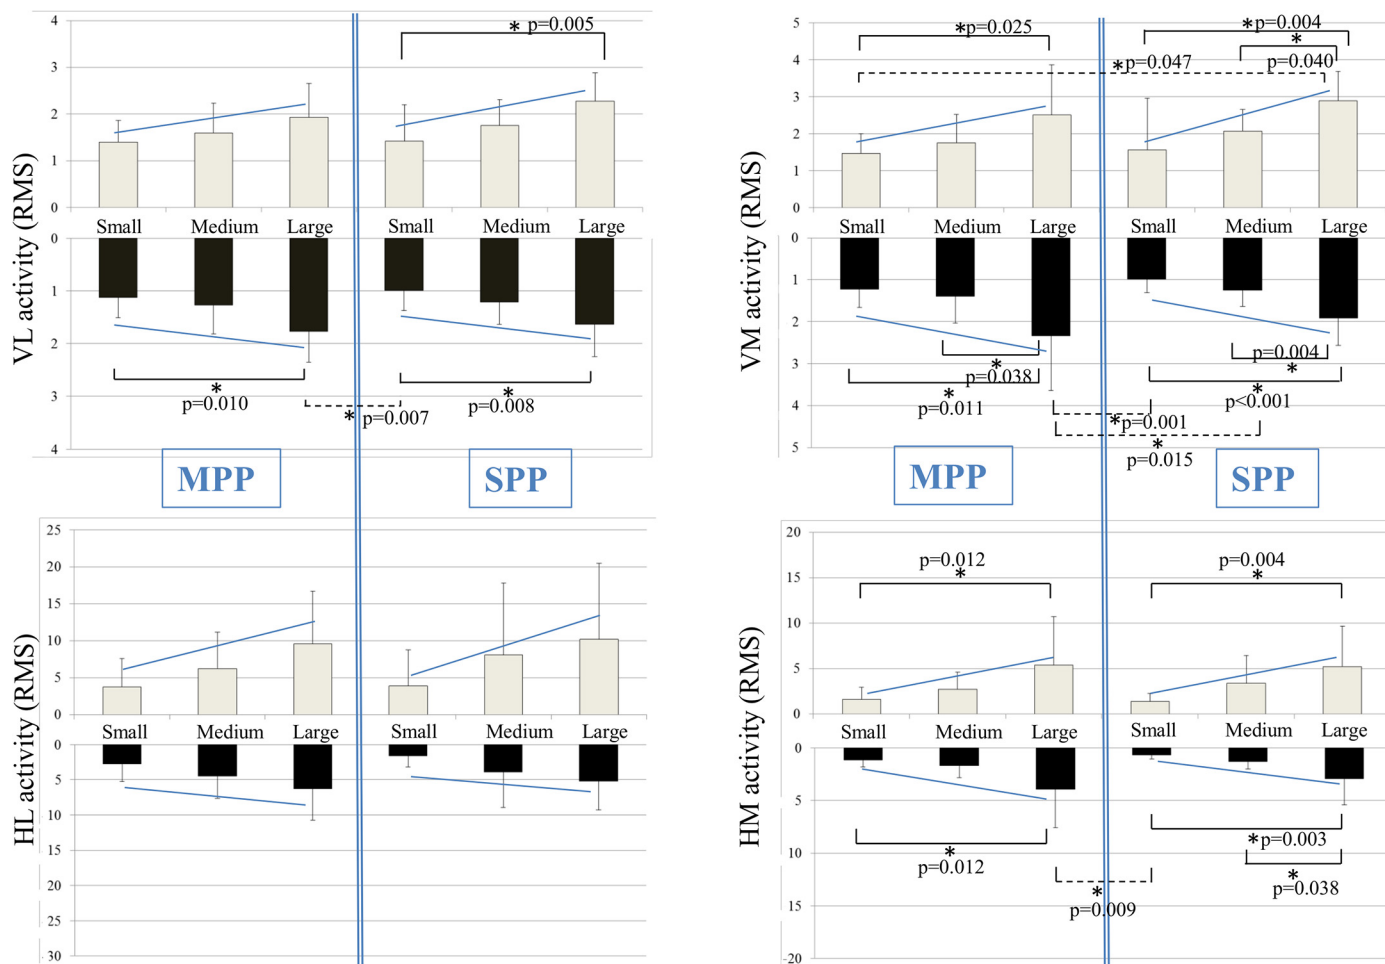 VL activity (RMS)
4
3
2
1
0
* p=0.005
Small Medium Large Small Medium Large
0
1
2
3
4
*
p=0.010
* p=0.007
*
p=0.008
VM activity (RMS)
5
4
3
2
1
0
*p=0.025
*p=0.004
*
*p=0.047
p=0.040
Small Medium Large Small Medium Large
0
1
2
3
4
5
*
p=0.038
*
p=0.011
p=0.004
*
*
p<0.001
*p=0.001
*
p=0.015
MPP SPP
MPP SPP
HL activity (RMS)
25
20
15
10
5
0
Small Medium Large Small Medium Large
0
5
10
15
20
25
30
HM activity (RMS)
20
15
10
5
0
p=0.012
*
p=0.004
*
Small Medium Large Small Medium Large
0
5
10
15
-20
*
p=0.012
*
p=0.009
*p=0.003
*
p=0.038